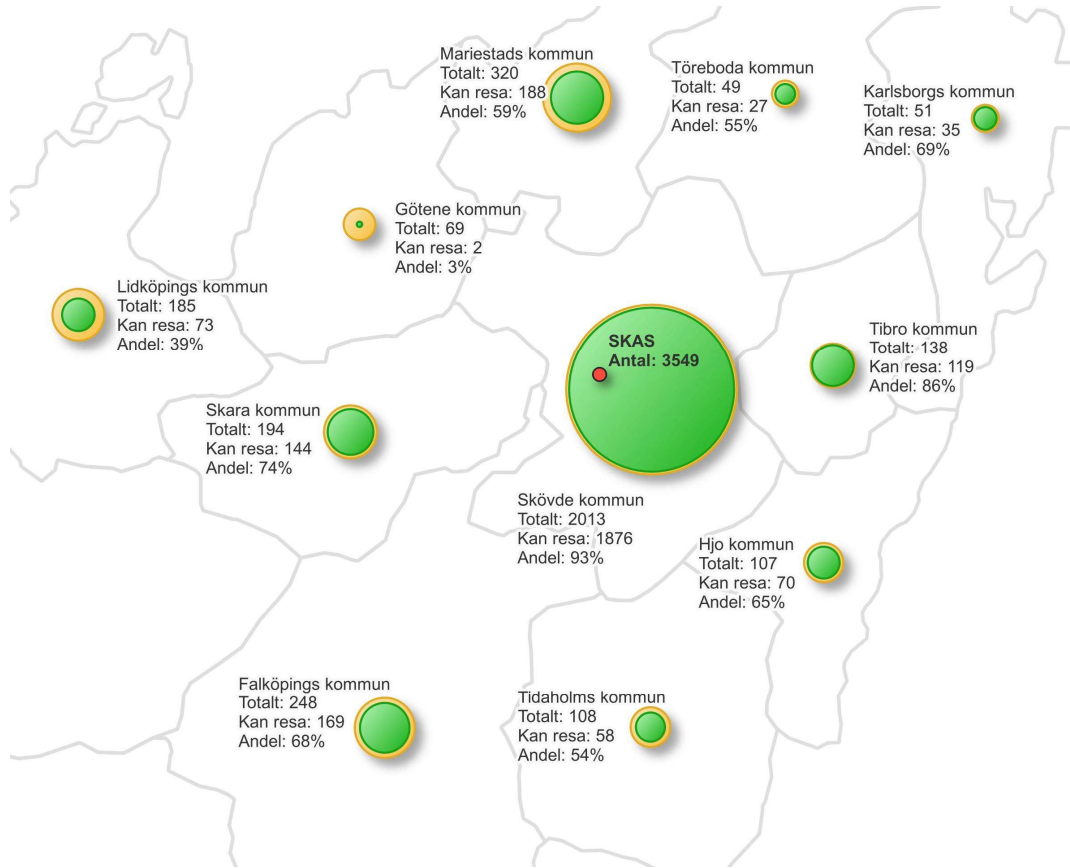 Mariestads kommun
Totalt: 320
Kan resa: 188
Andel: 59%
Töreboda kommun
Totalt: 49
Kan resa: 27
Andel: 55%
Karlsborgs kommun
Totalt: 51
Kan resa: 35
Andel: 69%
Götene kommun
Totalt: 69
Kan resa: 2
Andel: 3%
Lidköpings kommun
Totalt: 185
Kan resa: 73
Andel: 39%
SKAS
Antal: 3549
Tibro kommun
Totalt: 138
Kan resa: 119
Andel: 86%
Skara kommun
Totalt: 194
Kan resa: 144
Andel: 74%
Skövde kommun
Totalt: 2013
Kan resa: 1876
Andel: 93%
Hjo kommun
Totalt: 107
Kan resa: 70
Andel: 65%
Falköpings kommun
Totalt: 248
Kan resa: 169
Andel: 68%
Tidaholms kommun
Totalt: 108
Kan resa: 58
Andel: 54%